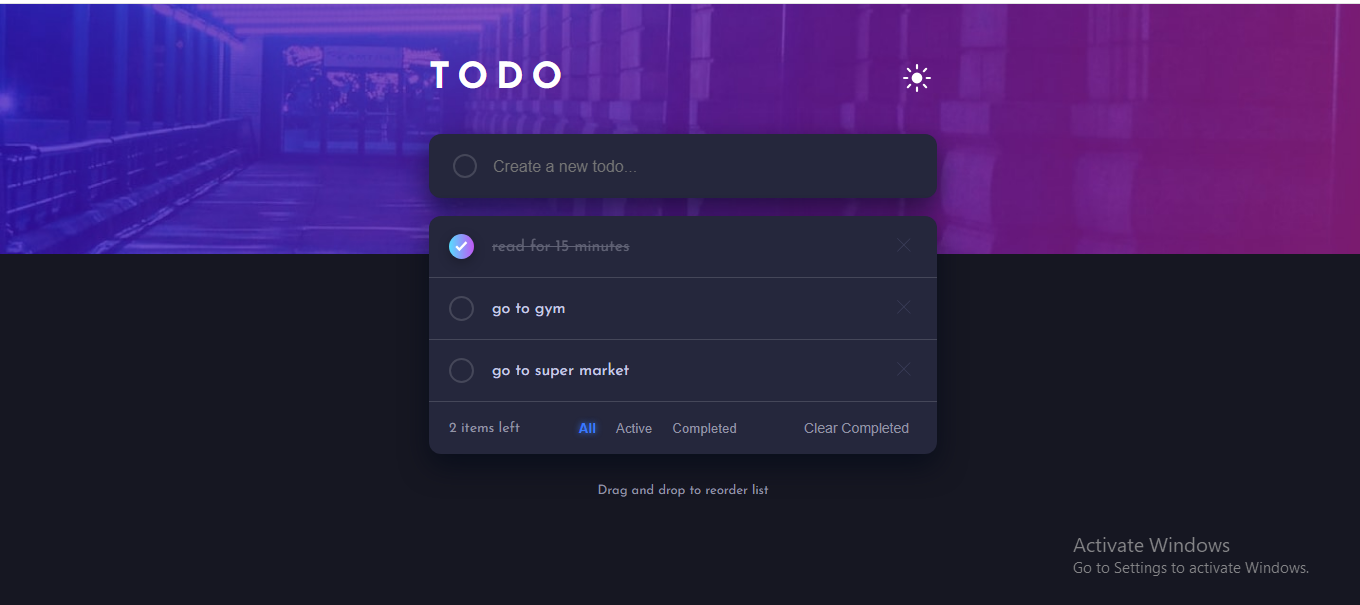 TODO
Create a new todo...
read for 15 minutes
go to gym
go to super market
2 items left All Active Completed Clear Completed
Drag and drop to reorder list
Activate Windows
Go to Settings to activate Windows.